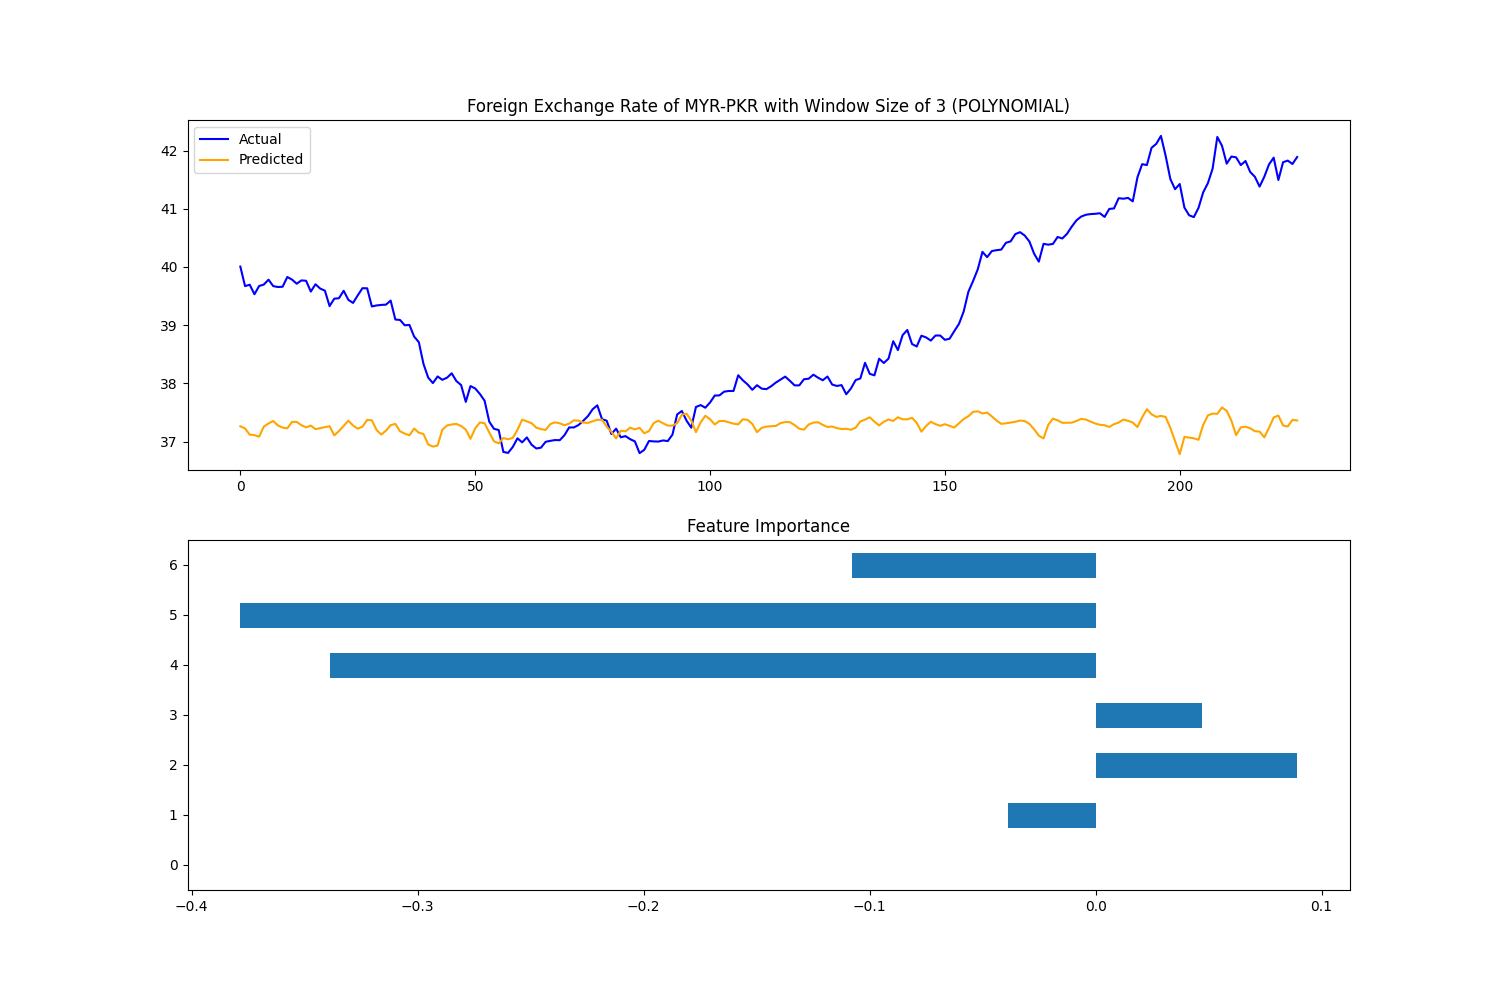 Foreign Exchange Rate of MYR-PKR with Window Size of 3 (POLYNOMIAL)
Actual
Predicted
42
41
40
39
38
37
0 50 100 150 200
Feature Importance
6
5
4
3
2
1
0
−0.4 −0.3 −0.2 −0.1 0.0 0.1